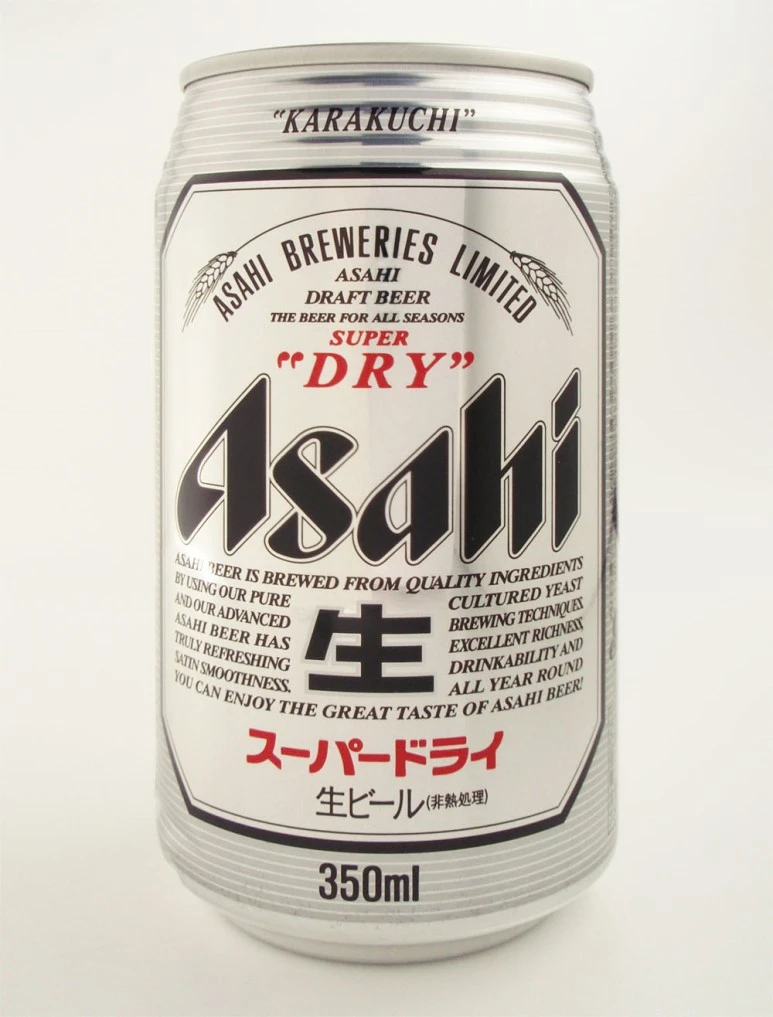 “KARAKUCHI”
ASAHI BREWERIES LIMITED
ASAHI
DRAFT BEER
THE BEER FOR ALL SEASONS
SUPER
“DRY”
Asahi
ASAHI BEER IS BREWED FROM QUALITY INGREDIENTS
BY USING OUR PURE CULTURED YEAST
AND OUR ADVANCED BREWING TECHNIQUES.
ASAHI BEER HAS EXCELLENT RICHNESS,
TRULY REFRESHING DRINKABILITY AND
SATIN SMOOTHNESS. ALL YEAR ROUND
生
YOU CAN ENJOY THE GREAT TASTE OF ASAHI BEER!
スーパードライ
生ビール(非熱処理)
350ml